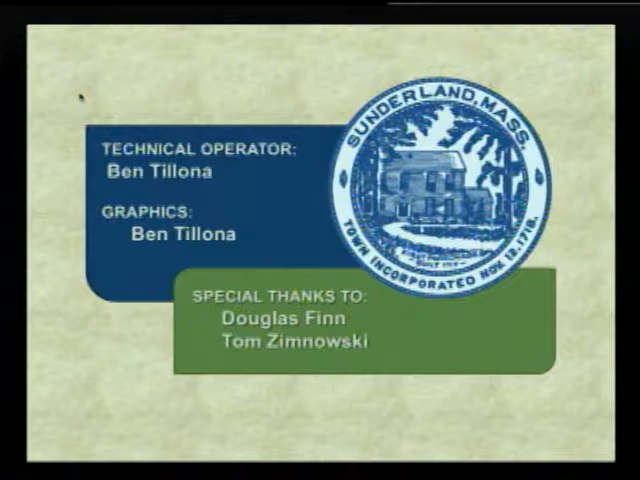 TECHNICAL OPERATOR:
Ben Tillona
GRAPHICS:
Ben Tillona
SPECIAL THANKS TO:
Douglas Finn
Tom Zimnowski
SUNDERLAND, MASS.
TOWN INCORPORATED NOV. 12, 1718.